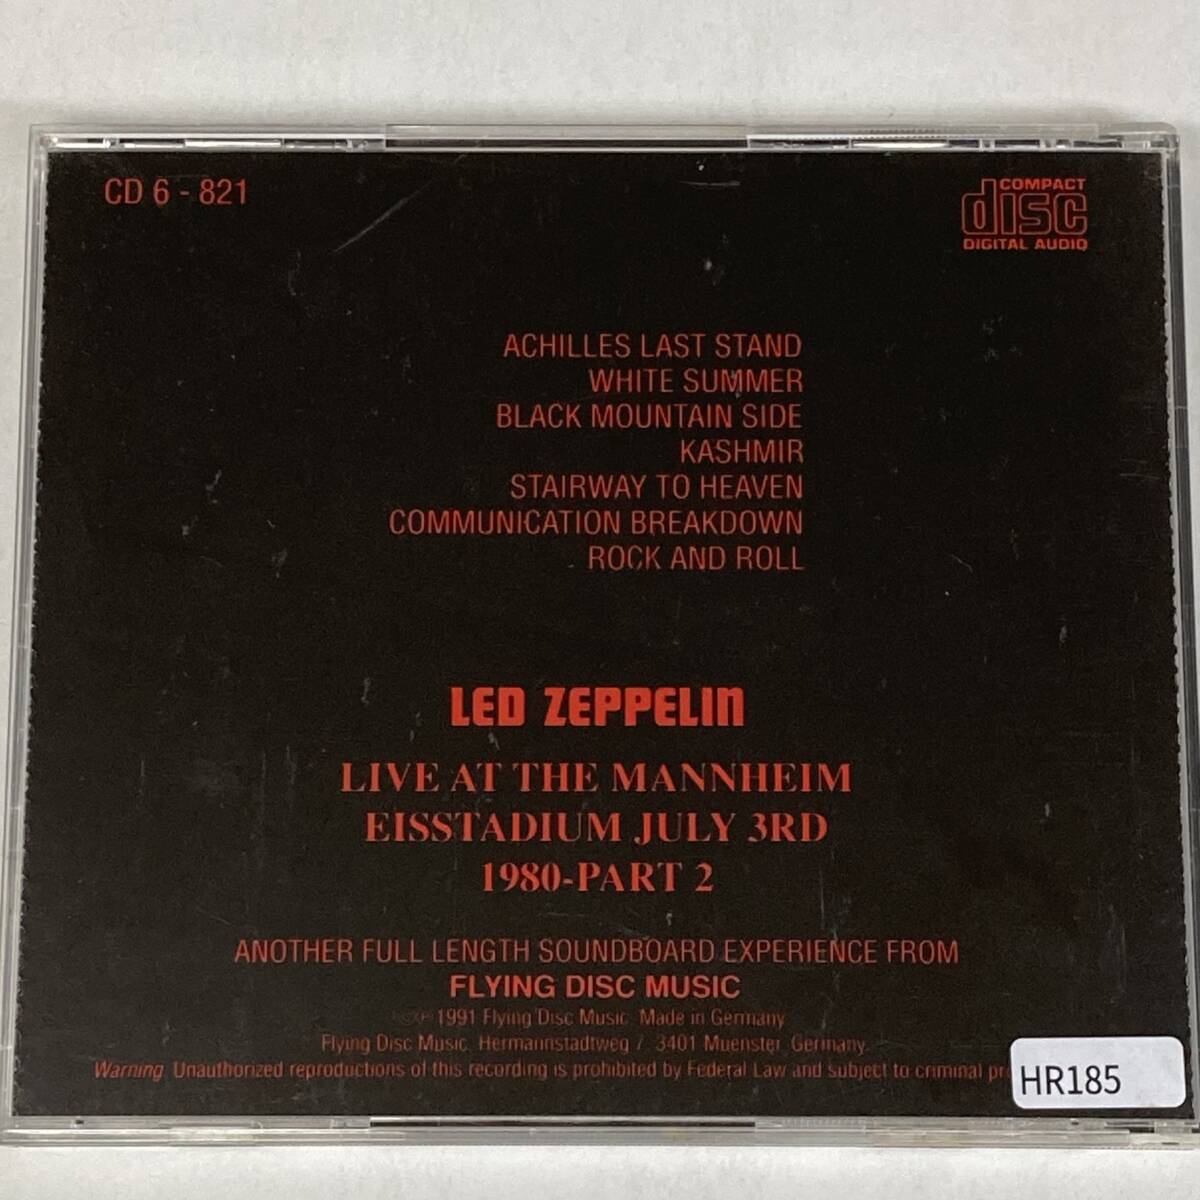 CD 6 - 821
COMPACT
disc
DIGITAL AUDIO
ACHILLES LAST STAND
WHITE SUMMER
BLACK MOUNTAIN SIDE
KASHMIR
STAIRWAY TO HEAVEN
COMMUNICATION BREAKDOWN
ROCK AND ROLL
LED ZEPPELIN
LIVE AT THE MANNHEIM
EISSTADIUM JULY 3RD
1980-PART 2
ANOTHER FULL LENGTH SOUNDBOARD EXPERIENCE FROM
FLYING DISC MUSIC
1991 Flying Disc Music. Made in Germany
Flying Disc Music. Hermannstadtweg 7. 3401 Muenster, Germany.
Warning. Unauthorized reproductions of this recording is prohibited by Federal Law and subject to criminal
HR185